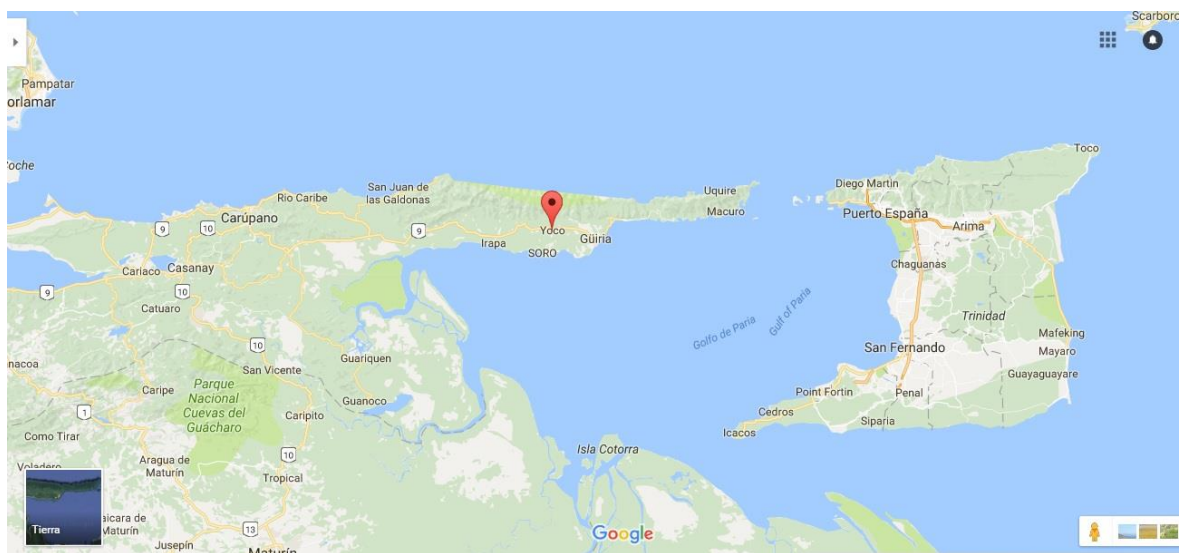 Scarboro
Pampatar
orlamar
Coche
Toco
San Juan de
las Galdonas
Uquire
Diego Martin
Río Caribe
Macuro
Puerto España
Carúpano
9
10
9
Yoco
Irapa
Güiria
Arima
SORO
Cariaco
Casanay
Chaguanas
9
10
Catuaro
Golfo de Paria
Gulf of Paria
Trinidad
Mafeking
San Fernando
Mayaro
10
Guariquen
anacoa
San Vicente
Guayaguayare
Parque
Nacional
Cuevas del
Guácharo
Caripe
Guanoco
Point Fortin
Penal
1
Caripito
Cedros
Siparia
Icacos
Como Tirar
Isla Cotorra
10
Aragua de
Maturín
Voladero
Tropical
Tierra
aicara de
Maturín
13
Google
Jusepín
Maturín